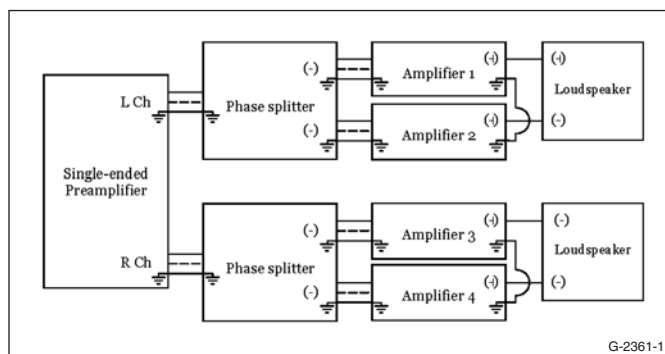 L Ch
Single-ended
Preamplifier
R Ch
(-)
Phase splitter
(-)
Amplifier 1
(+)
Amplifier 2
(+)
(+)
Loudspeaker
(-)
(-)
Phase splitter
(-)
Amplifier 3
(+)
Amplifier 4
(+)
(-)
Loudspeaker
(-)
G-2361-1